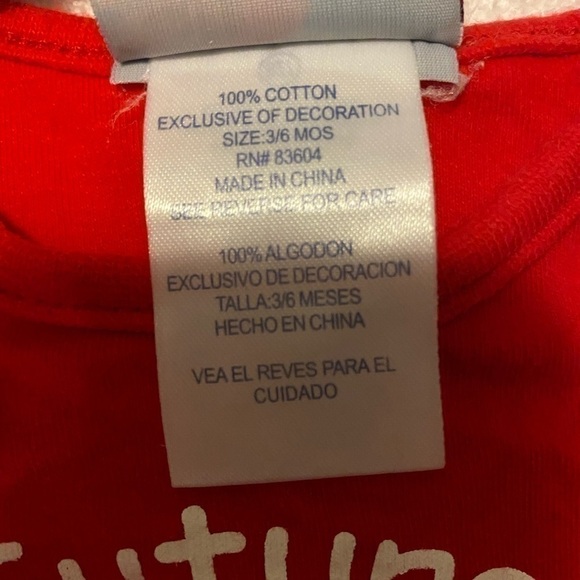 100% COTTON
EXCLUSIVE OF DECORATION
SIZE:3/6 MOS
RN# 83604
MADE IN CHINA
SEE REVERSE FOR CARE
100% ALGODON
EXCLUSIVO DE DECORACION
TALLA:3/6 MESES
HECHO EN CHINA
VEA EL REVES PARA EL
CUIDADO
Future